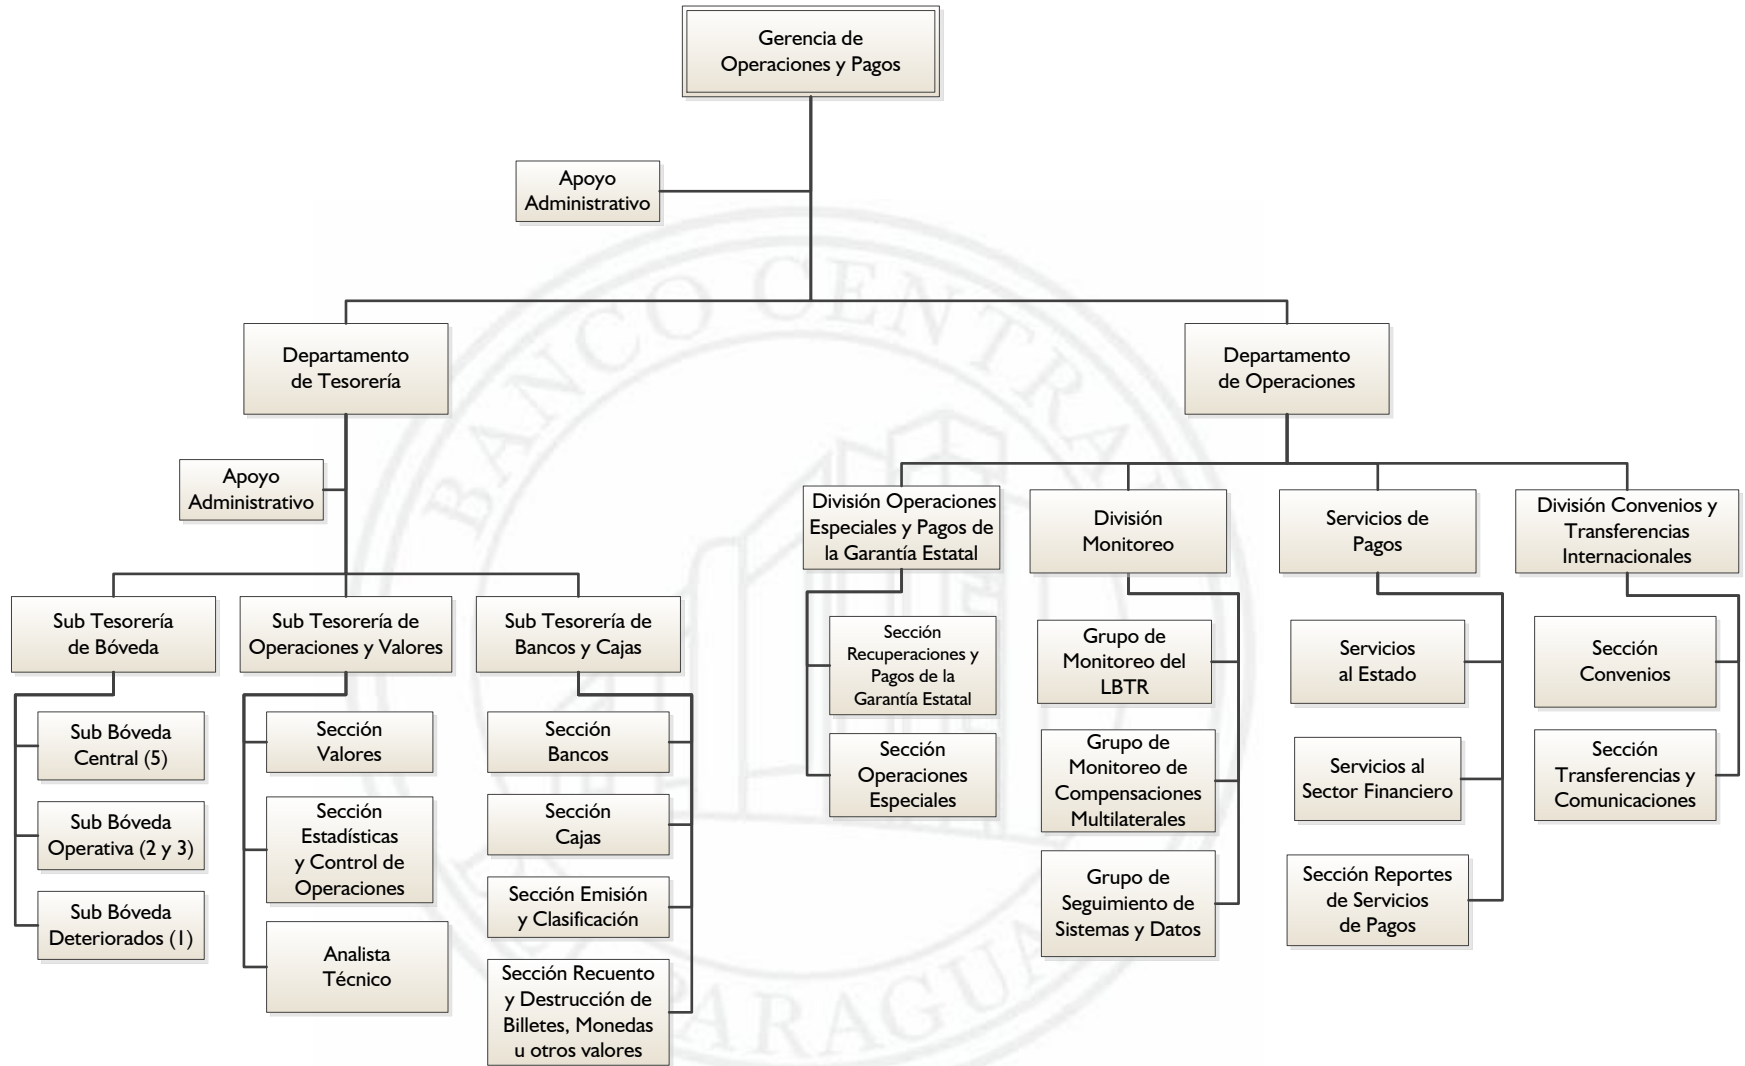 Gerencia de
Operaciones y Pagos
Apoyo
Administrativo
Departamento
de Tesorería
Departamento
de Operaciones
Apoyo
Administrativo
División Operaciones
Especiales y Pagos de
la Garantía Estatal
División
Monitoreo
Servicios de
Pagos
División Convenios y
Transferencias
Internacionales
Sub Tesorería
de Bóveda
Sub Tesorería de
Operaciones y Valores
Sub Tesorería de
Bancos y Cajas
Sub Bóveda
Central (5)
Sub Bóveda
Operativa (2 y 3)
Sub Bóveda
Deteriorados (1)
Sección
Valores
Sección
Estadísticas
y Control de
Operaciones
Analista
Técnico
Sección
Bancos
Sección
Cajas
Sección Emisión
y Clasificación
Sección Recuento
y Destrucción de
Billetes, Monedas
u otros valores
Sección
Recuperaciones y
Pagos de la
Garantía Estatal
Sección
Operaciones
Especiales
Grupo de
Monitoreo del
LBTR
Grupo de
Monitoreo de
Compensaciones
Multilaterales
Grupo de
Seguimiento de
Sistemas y Datos
Servicios
al Estado
Servicios al
Sector Financiero
Sección Reportes
de Servicios
de Pagos
Sección
Convenios
Sección
Transferencias y
Comunicaciones
BANCO CENTRAL
PARAGUA